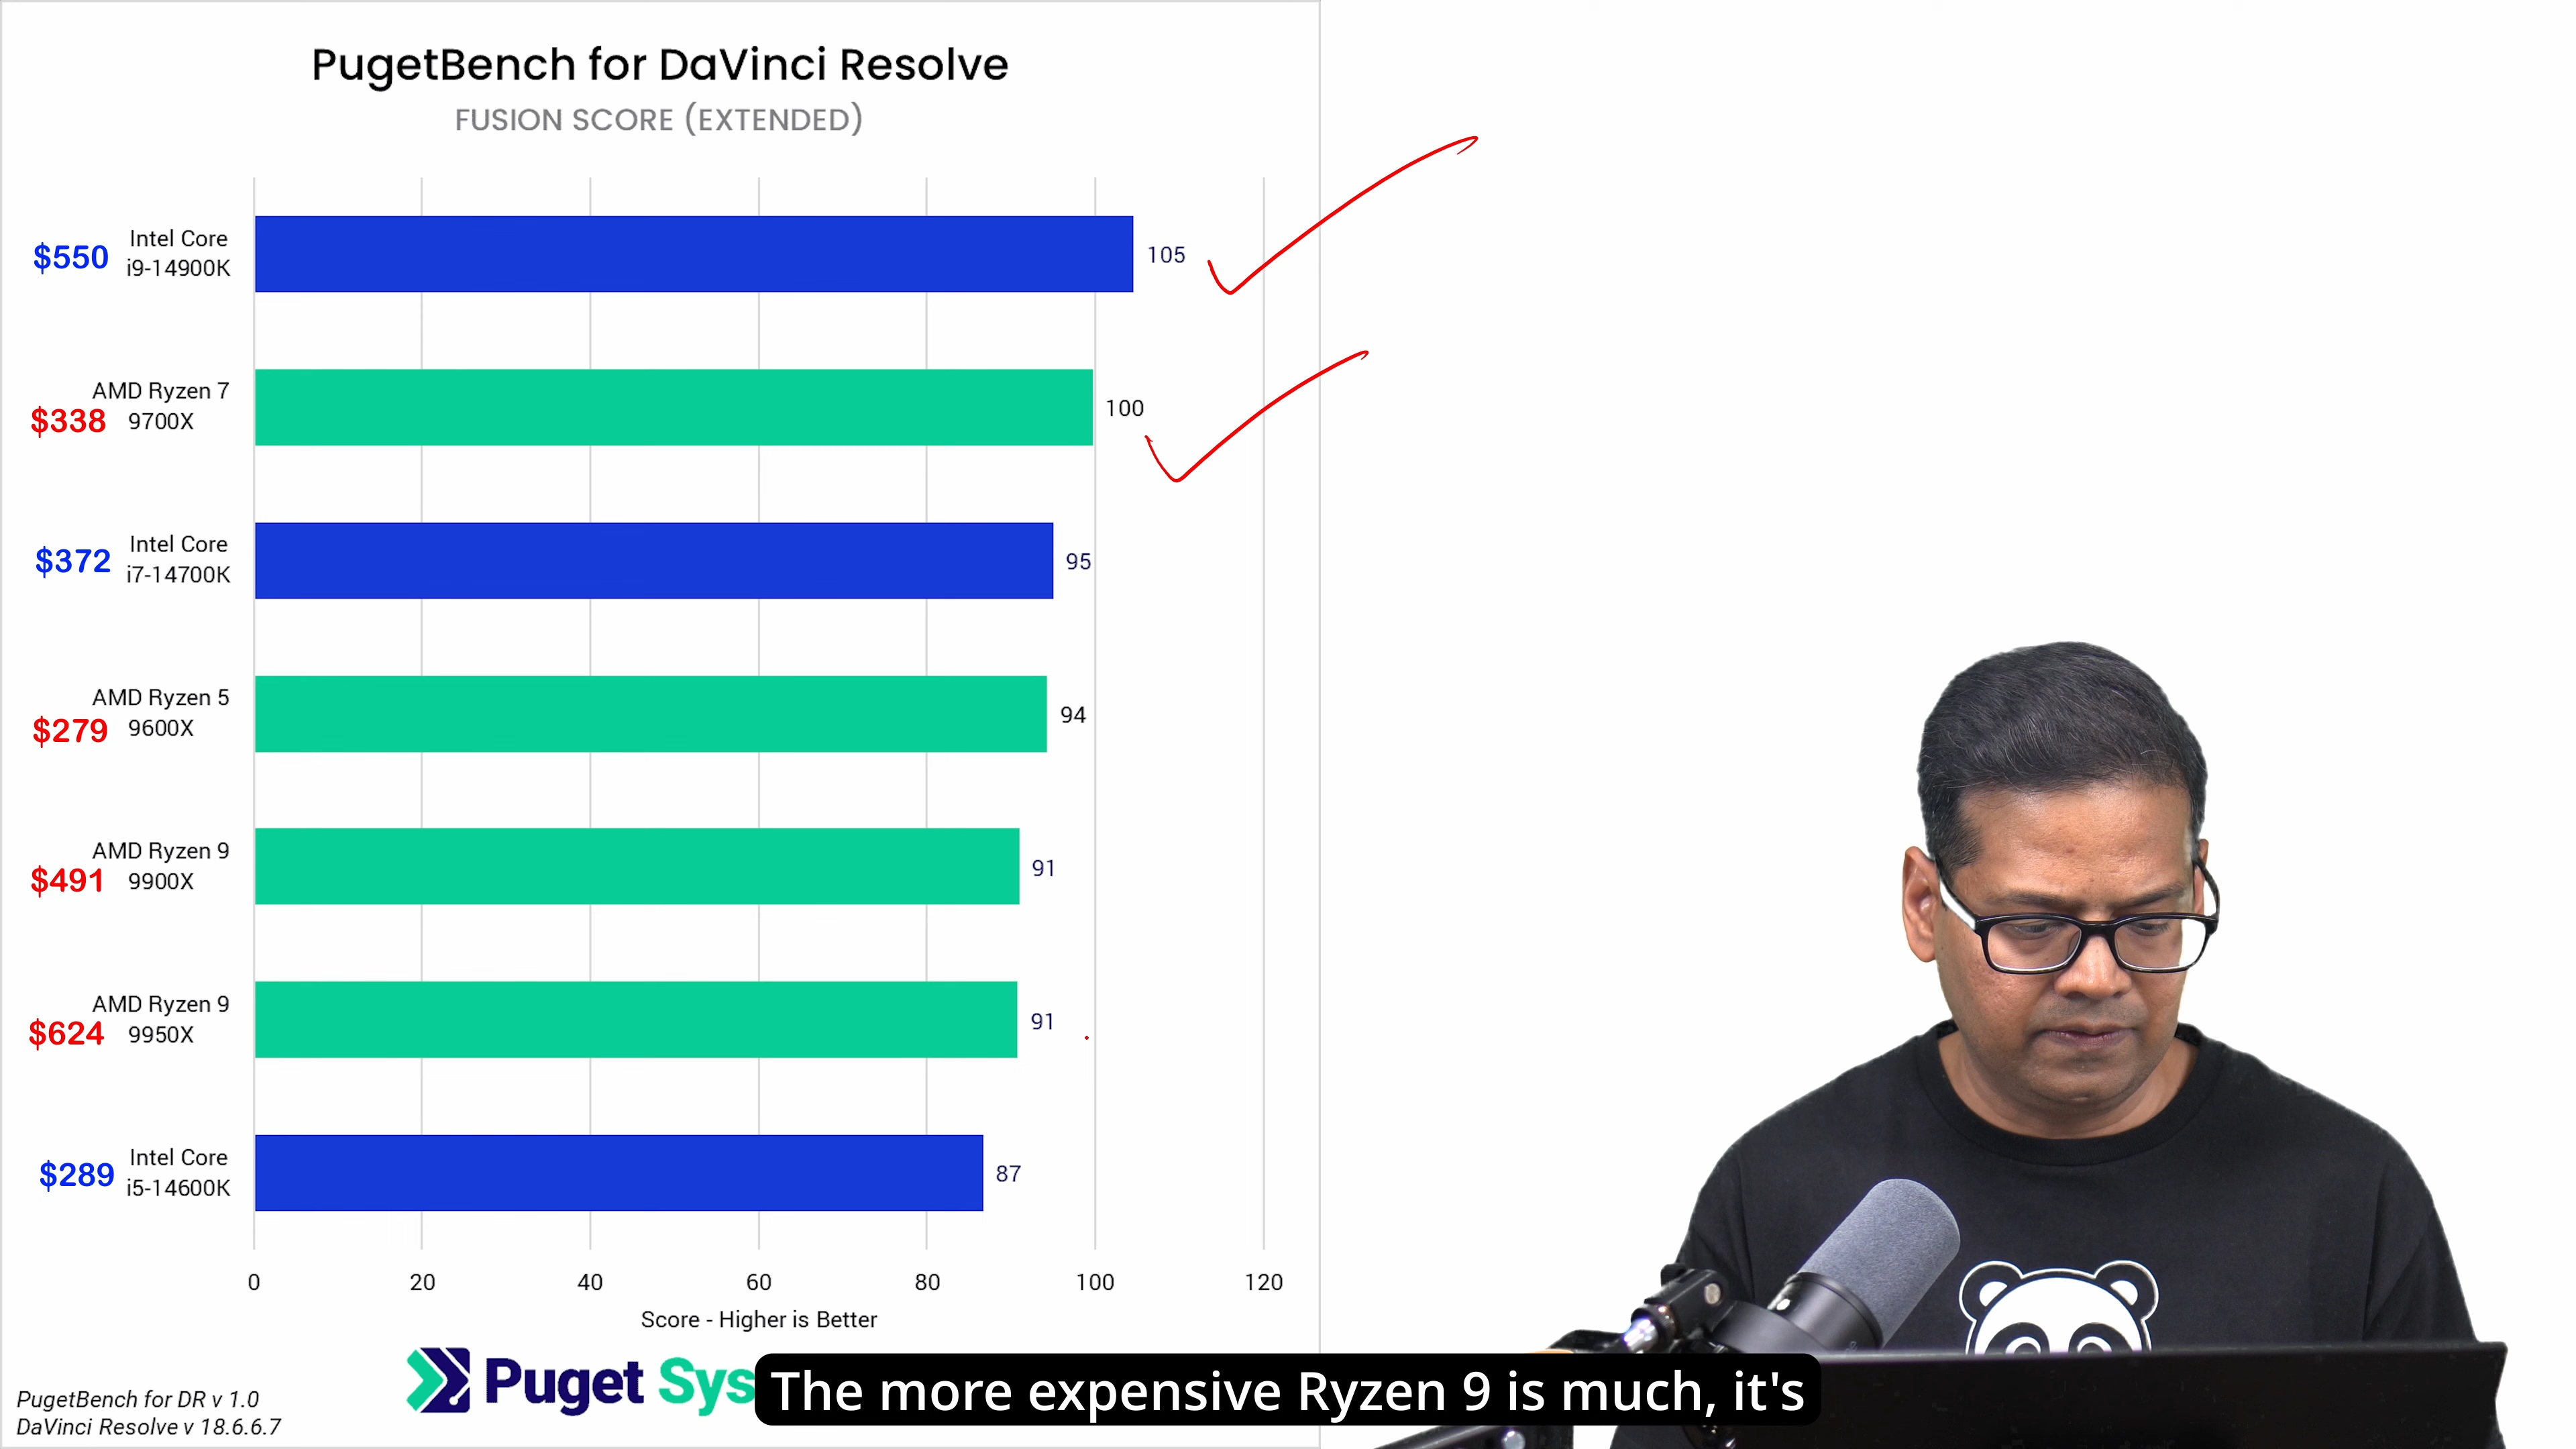 PugetBench for DaVinci Resolve
FUSION SCORE (EXTENDED)
$550 Intel Core
i9-14900K
105
AMD Ryzen 7
$338 9700X
100
$372 Intel Core
i7-14700K
95
AMD Ryzen 5
$279 9600X
94
AMD Ryzen 9
$491 9900X
91
AMD Ryzen 9
$624 9950X
91
$289 Intel Core
i5-14600K
87
0 20 40 60 80 100 120
Score - Higher is Better
Puget Sys
The more expensive Ryzen 9 is much, it's
PugetBench for DR v 1.0
DaVinci Resolve v 18.6.6.7